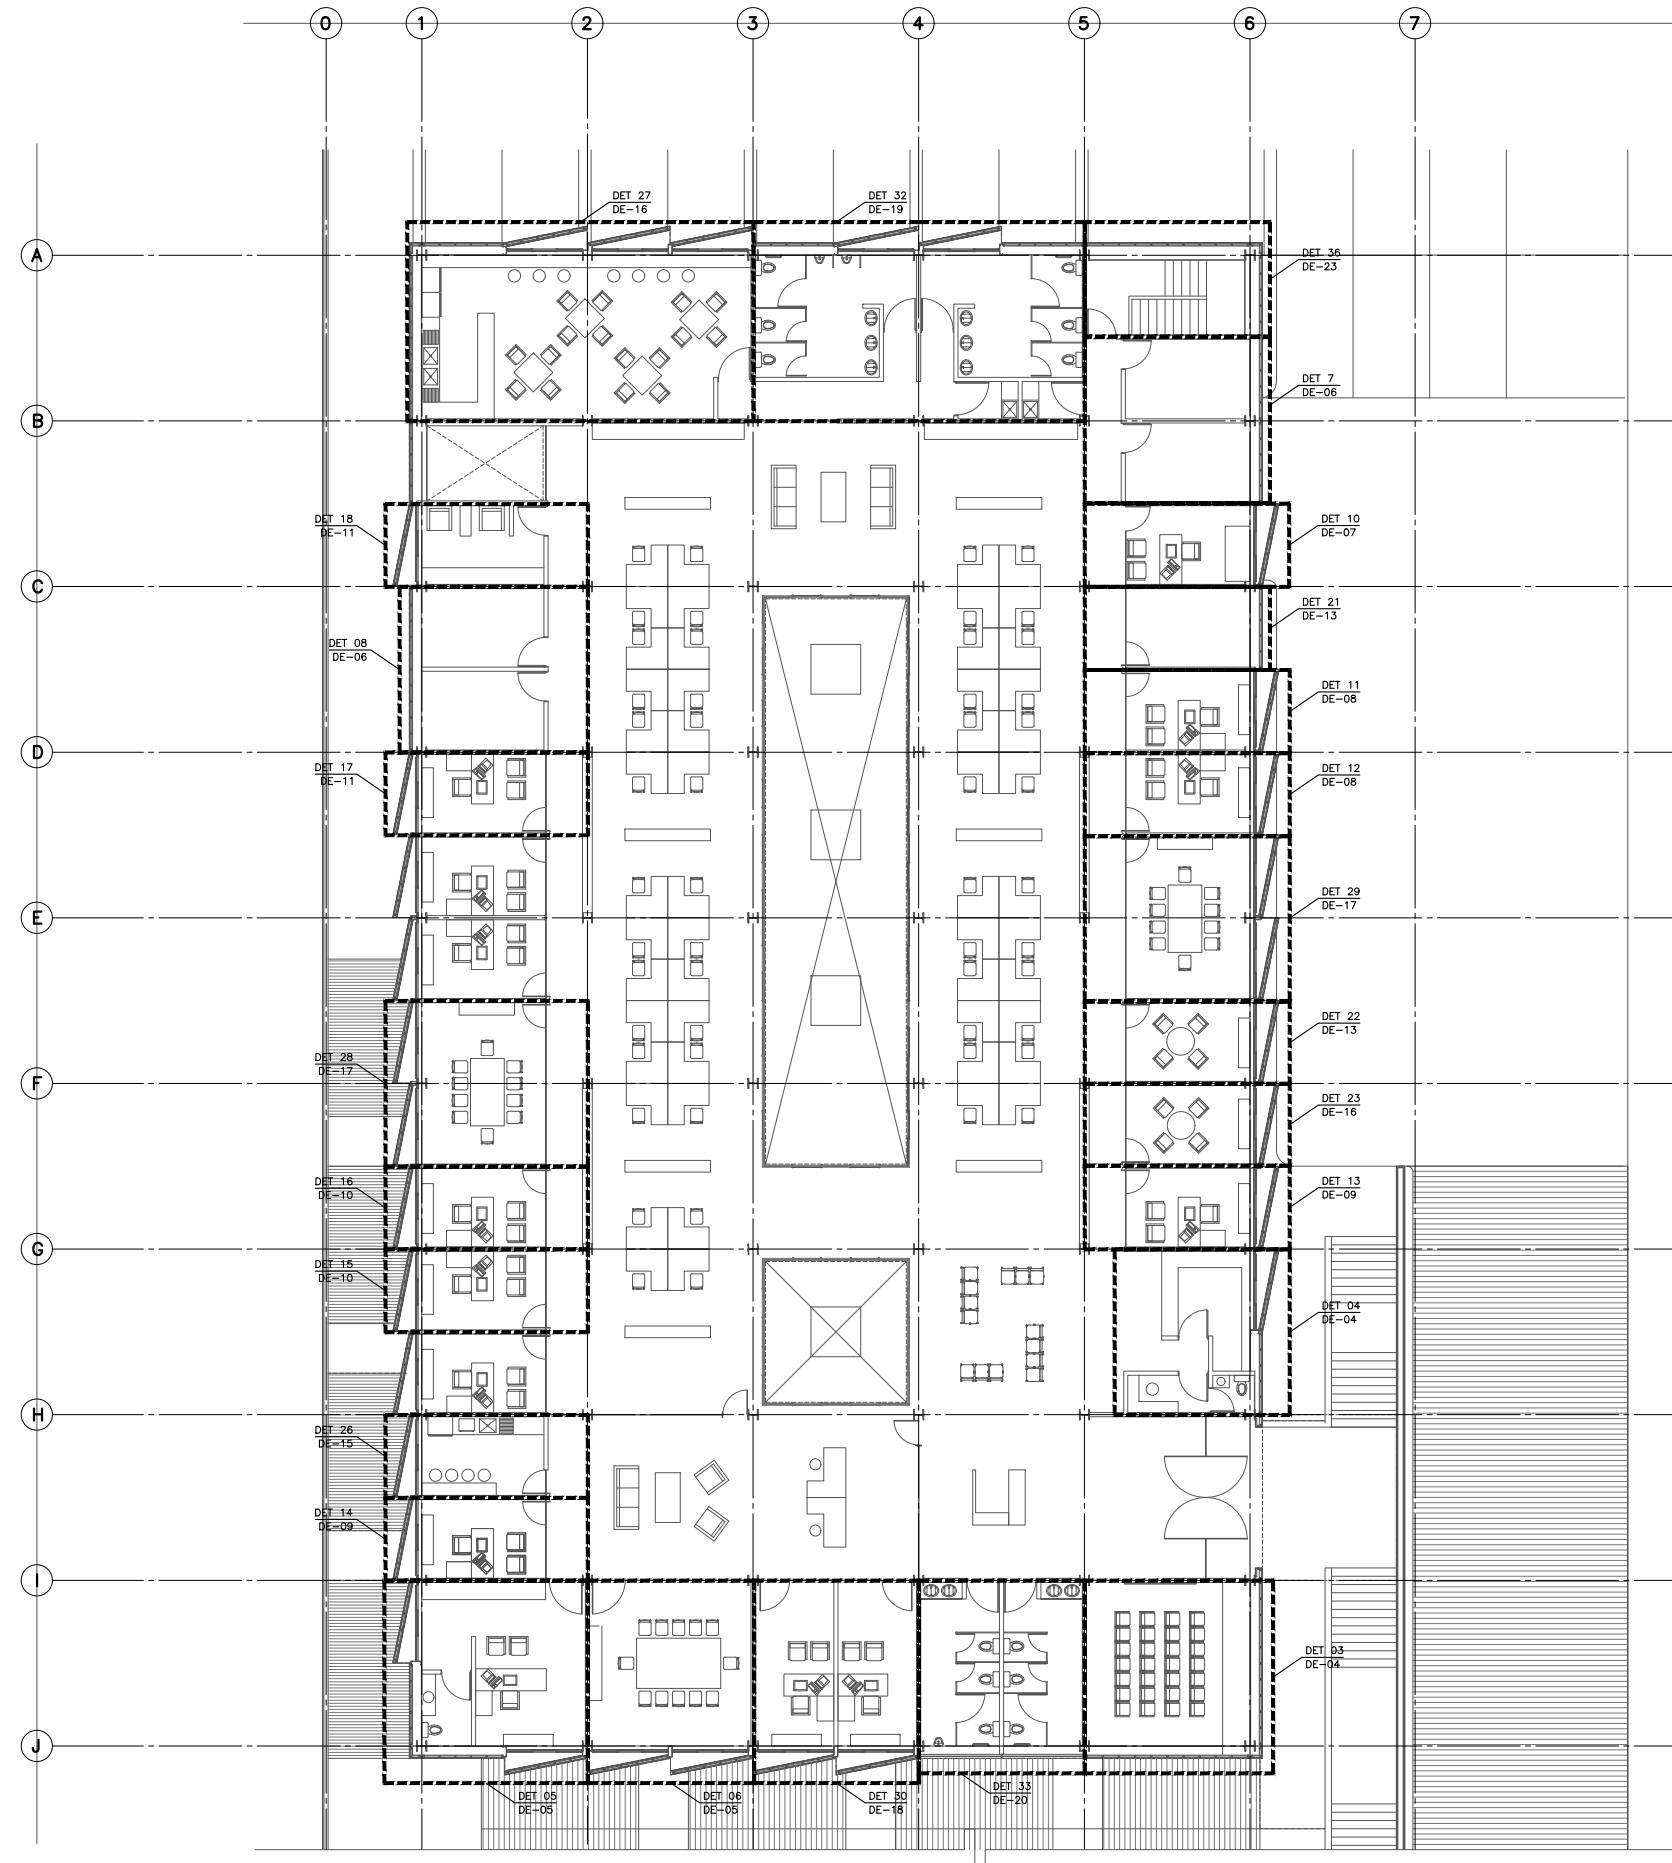 0 1 2 3 4 5 6 7
DET 27
DE-16
DET 32
DE-19
A
DET 36
DE-23
DET 7
DE-06
B
DET 18
DE-11
DET 10
DE-07
C
DET 21
DE-13
DET 08
DE-06
DET 11
DE-08
D
DET 17
DE-11
DET 12
DE-08
DET 29
DE-17
E
DET 22
DE-13
DET 28
DE-17
F
DET 23
DE-16
DET 16
DE-10
DET 13
DE-09
G
DET 15
DE-10
DET 04
DE-04
H
DET 26
DE-15
DET 14
DE-09
I
DET 03
DE-04
J
DET 05
DE-05
DET 06
DE-05
DET 30
DE-18
DET 33
DE-20